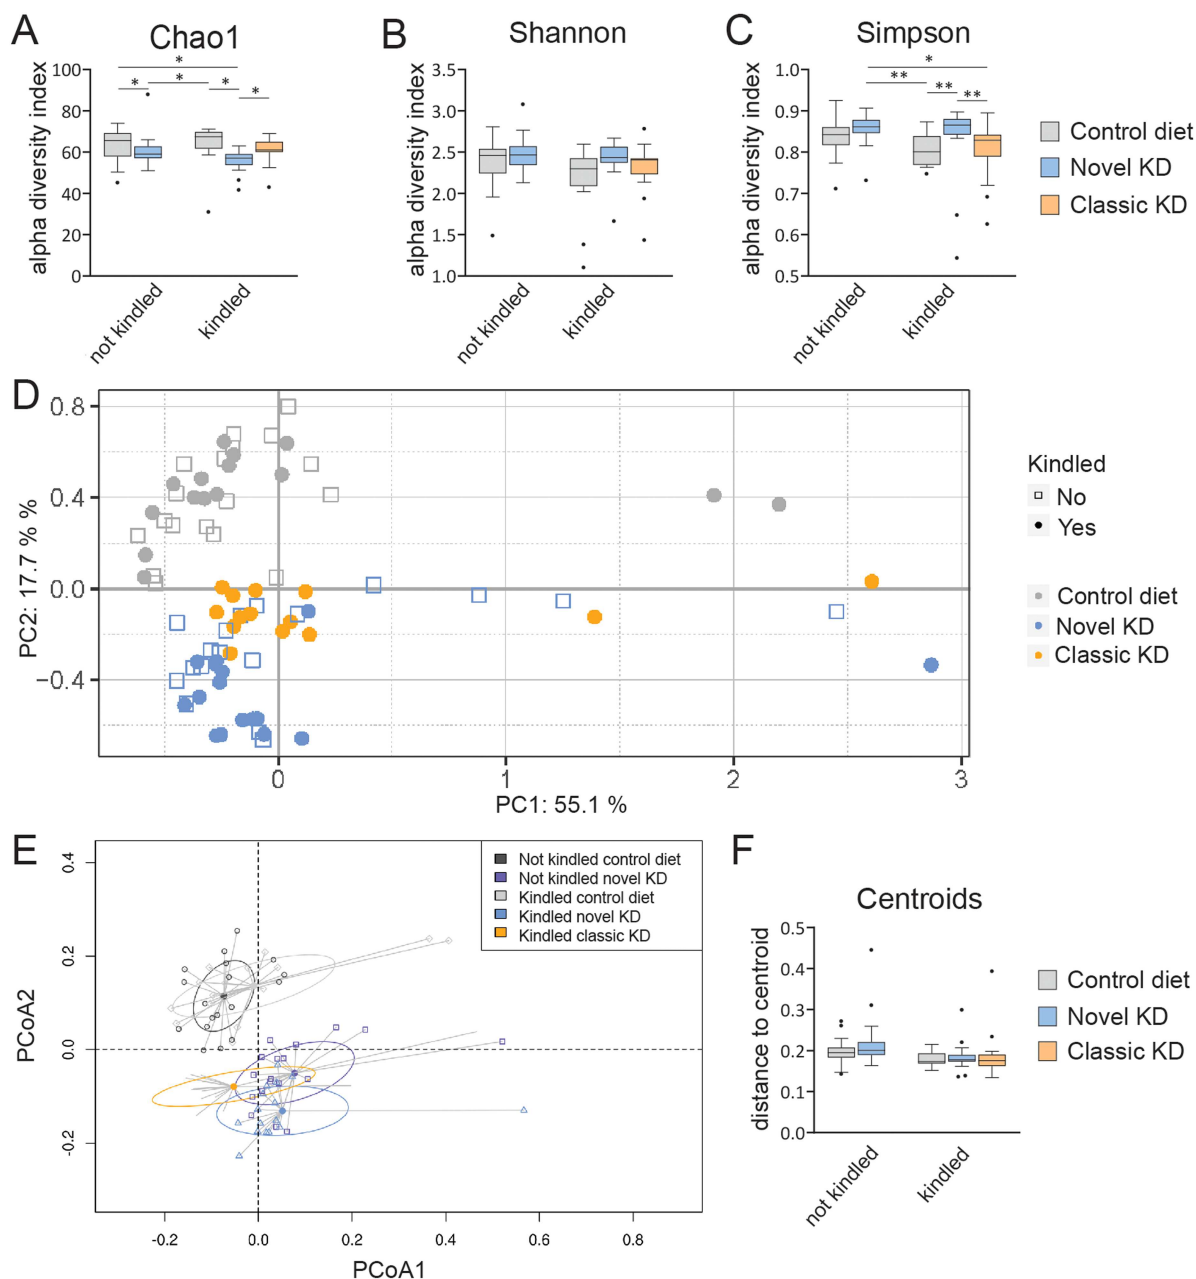 A
Chao1
alpha diversity index
100
80
60
40
20
0
*
* * * *
not kindled
kindled
B
Shannon
alpha diversity index
3.5
3.0
2.5
2.0
1.5
1.0
not kindled
kindled
C
Simpson
alpha diversity index
1.0
0.9
0.8
0.7
0.6
0.5
*
** ** **
not kindled
kindled
Control diet
Novel KD
Classic KD
D
PC2: 17.7 % %
0.8
0.4
0.0
−0.4
0 1 2 3
PC1: 55.1 %
Kindled
No
Yes
Control diet
Novel KD
Classic KD
E
PCoA2
0.4
0.2
0.0
-0.2
-0.2 0.0 0.2 0.4 0.6 0.8
PCoA1
Not kindled control diet
Not kindled novel KD
Kindled control diet
Kindled novel KD
Kindled classic KD
F
Centroids
distance to centroid
0.5
0.4
0.3
0.2
0.1
0.0
not kindled
kindled
Control diet
Novel KD
Classic KD